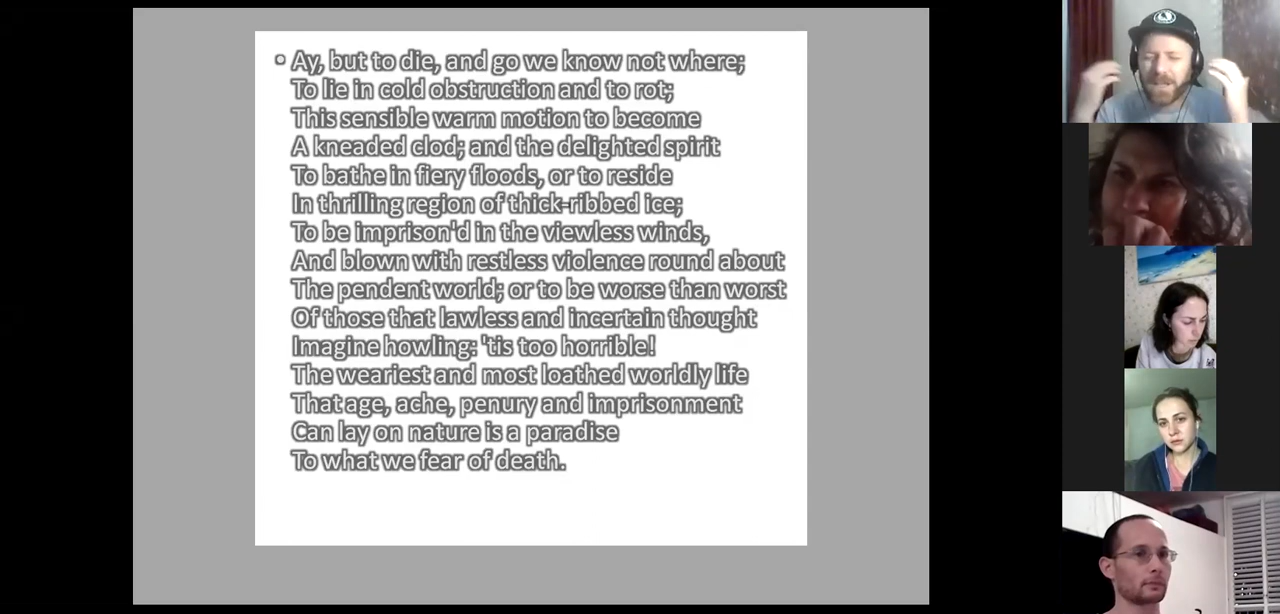 • Ay, but to die, and go we know not where;
To lie in cold obstruction and to rot;
This sensible warm motion to become
A kneaded clod; and the delighted spirit
To bathe in fiery floods, or to reside
In thrilling region of thick-ribbed ice;
To be imprison'd in the viewless winds,
And blown with restless violence round about
The pendent world; or to be worse than worst
Of those that lawless and incertain thought
Imagine howling: 'tis too horrible!
The weariest and most loathed worldly life
That age, ache, penury and imprisonment
Can lay on nature is a paradise
To what we fear of death.